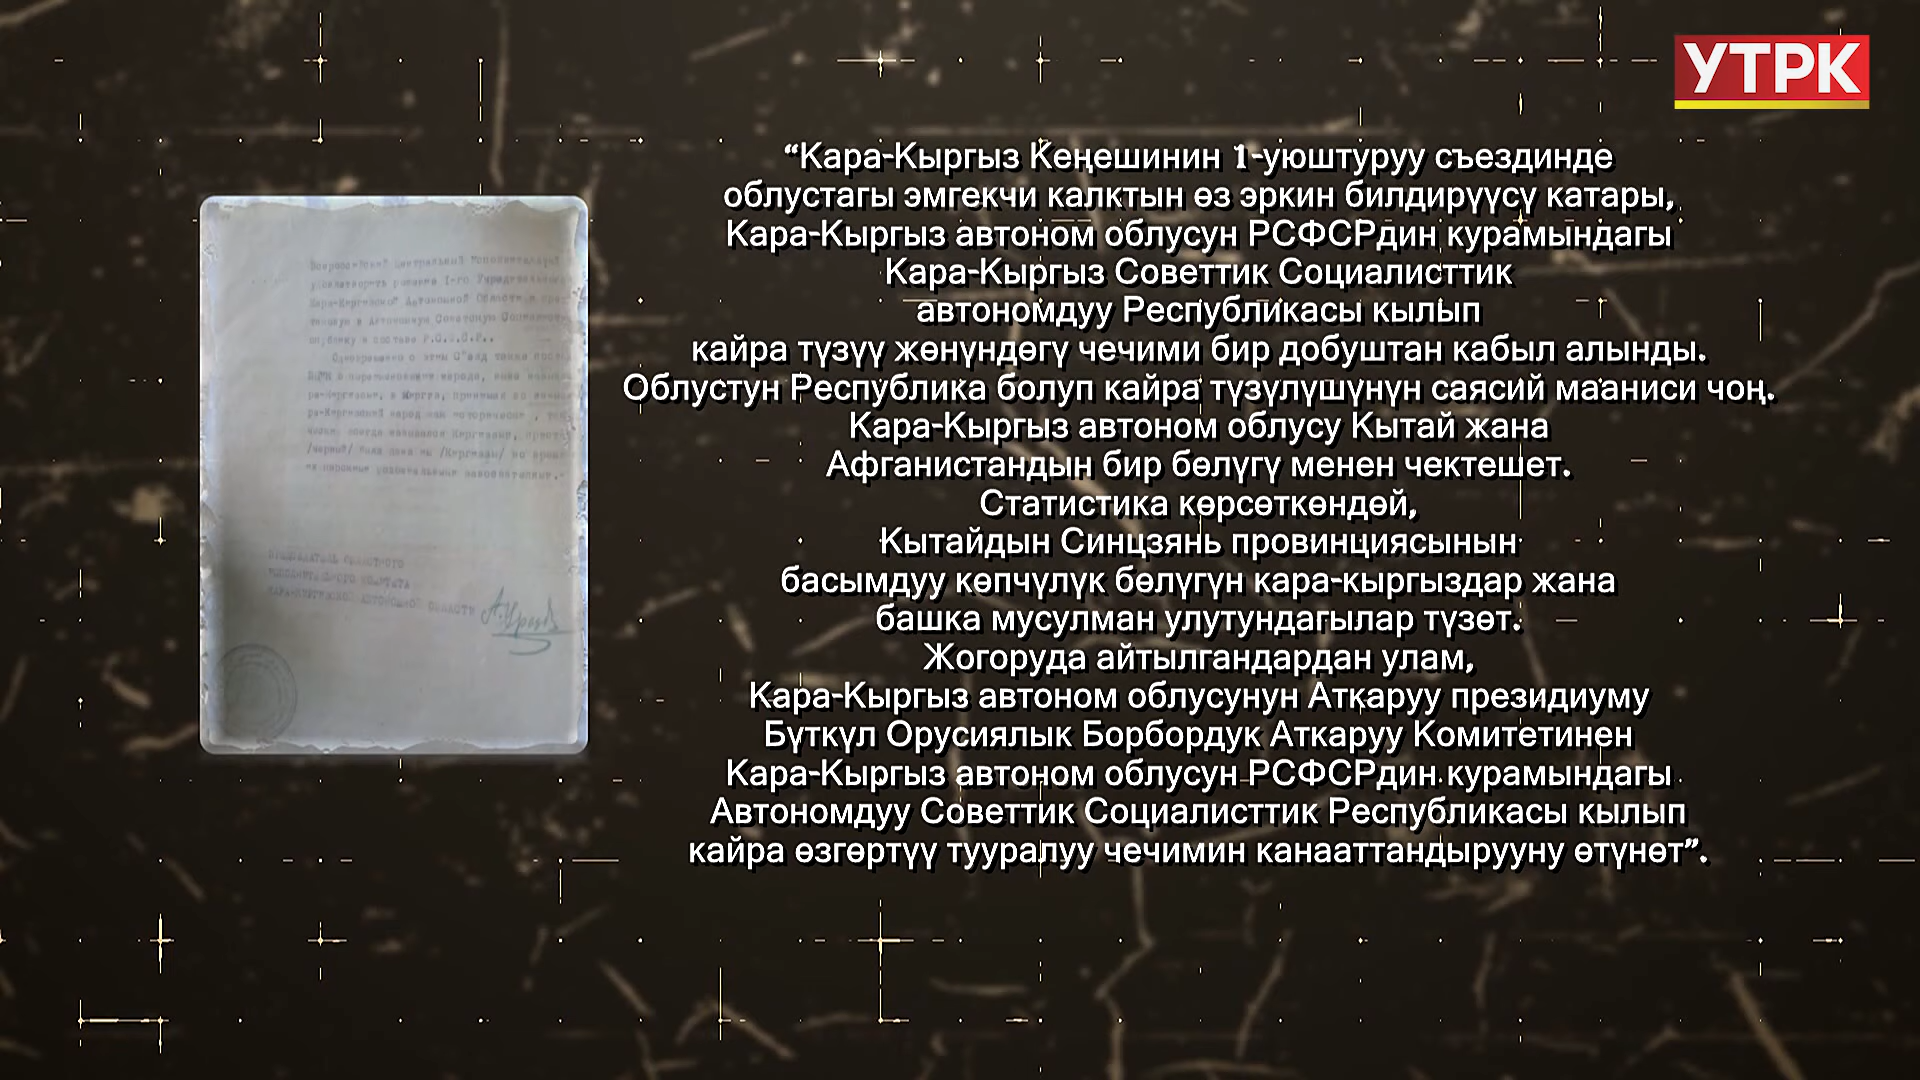 УТРК
“Кара-Кыргыз Кеңешинин 1-уюштуруу съездинде
облустагы эмгекчи калктын өз эркин билдирүүсү катары,
Кара-Кыргыз автоном облусун РСФСРдин курамындагы
Кара-Кыргыз Советтик Социалисттик
автономдуу Республикасы кылып
кайра түзүү жөнүндөгү чечими бир добуштан кабыл алынды.
Облустун Республика болуп кайра түзүлүшүнүн саясий мааниси чоң.
Кара-Кыргыз автоном облусу Кытай жана
Афганистандын бир бөлүгү менен чектешет.
Статистика көрсөткөндөй,
Кытайдын Синцзянь провинциясынын
басымдуу көпчүлүк бөлүгүн кара-кыргыздар жана
башка мусулман улутундагылар түзөт.
Жогоруда айтылгандардан улам,
Кара-Кыргыз автоном облусунун Аткаруу президиуму
Бүткүл Орусиялык Борбордук Аткаруу Комитетинен
Кара-Кыргыз автоном облусун РСФСРдин курамындагы
Автономдуу Советтик Социалисттик Республикасы кылып
кайра өзгөртүү тууралуу чечимин канааттандырууну өтүнөт”.